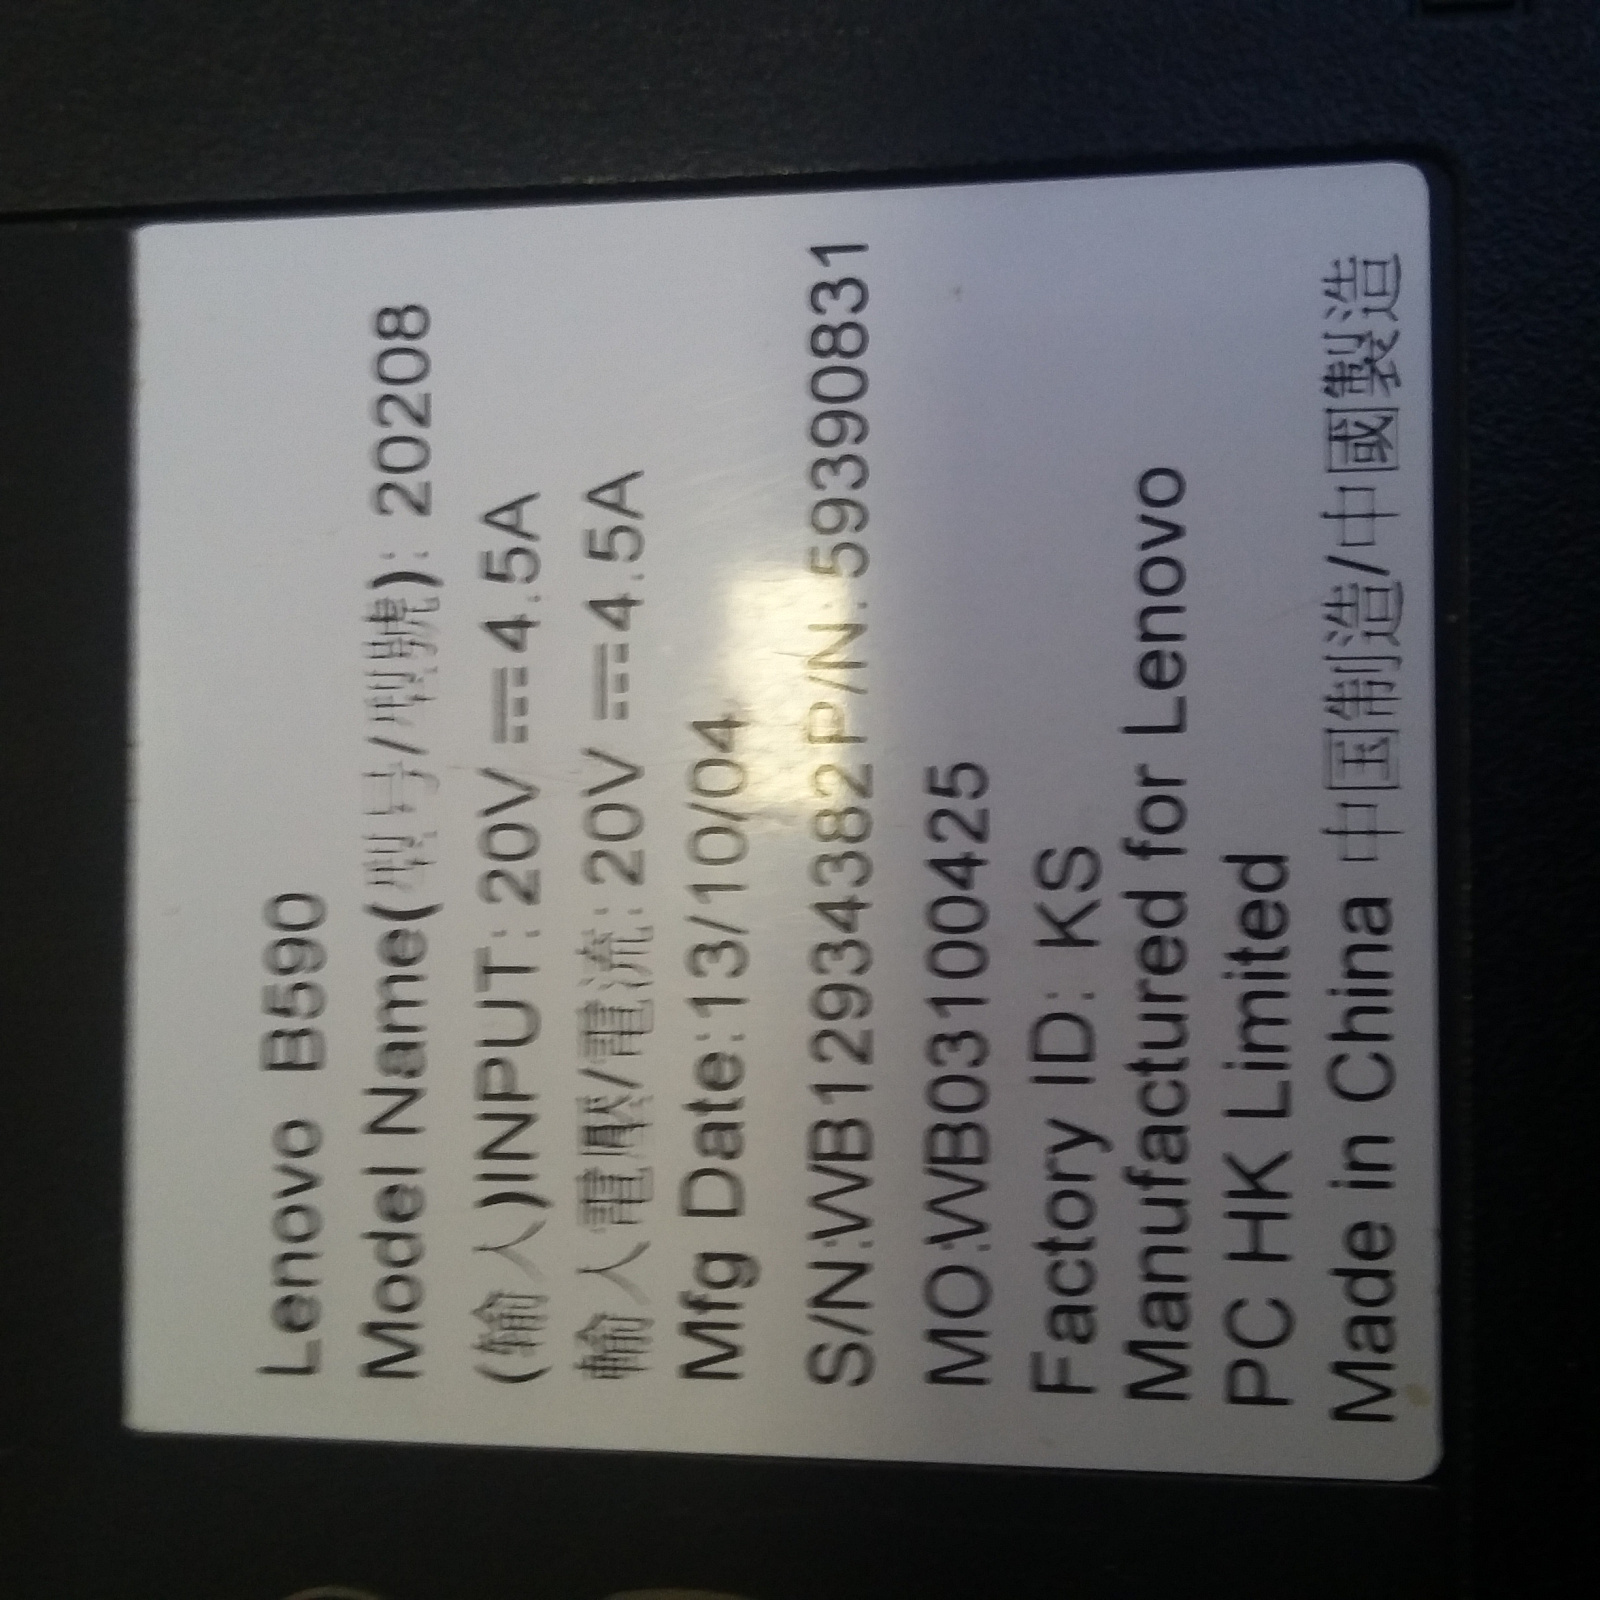 Lenovo B590
Model Name(型号/型號): 20208
(输入)INPUT: 20V ⎓ 4.5A
輸入電壓/電流: 20V ⎓ 4.5A
Mfg Date:13/10/04
S/N:WB12934382 P/N:59390831
MO:WB03100425
Factory ID: KS
Manufactured for Lenovo
PC HK Limited
Made in China 中国制造/中國製造